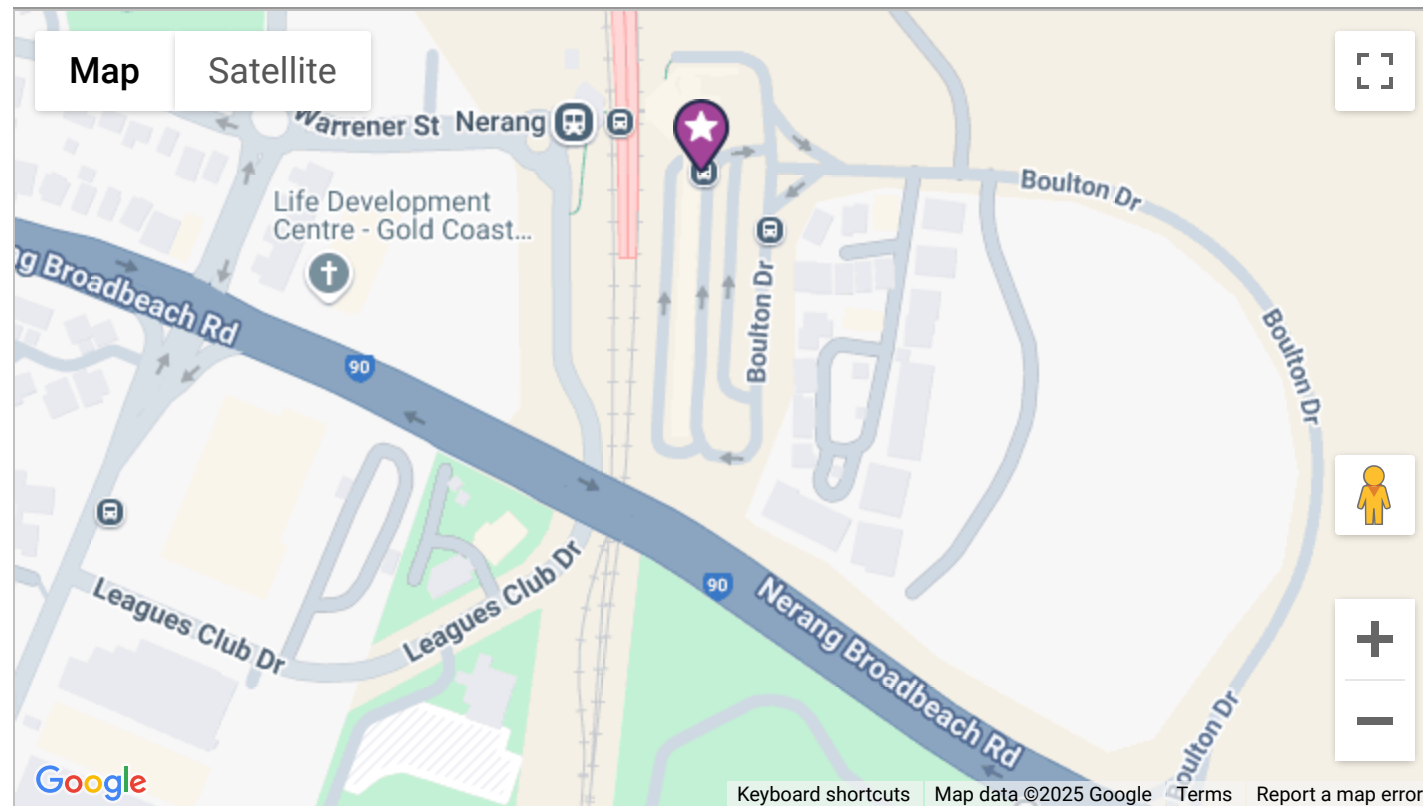 Map
Satellite
Warrener St
Nerang
Life Development
Centre - Gold Coast...
Boulton Dr
ng Broadbeach Rd
90
Boulton Dr
Boulton Dr
Leagues Club Dr
Leagues Club Dr
90
Nerang Broadbeach Rd
Boulton Dr
Google
Keyboard shortcuts
Map data ©2025 Google
Terms
Report a map error